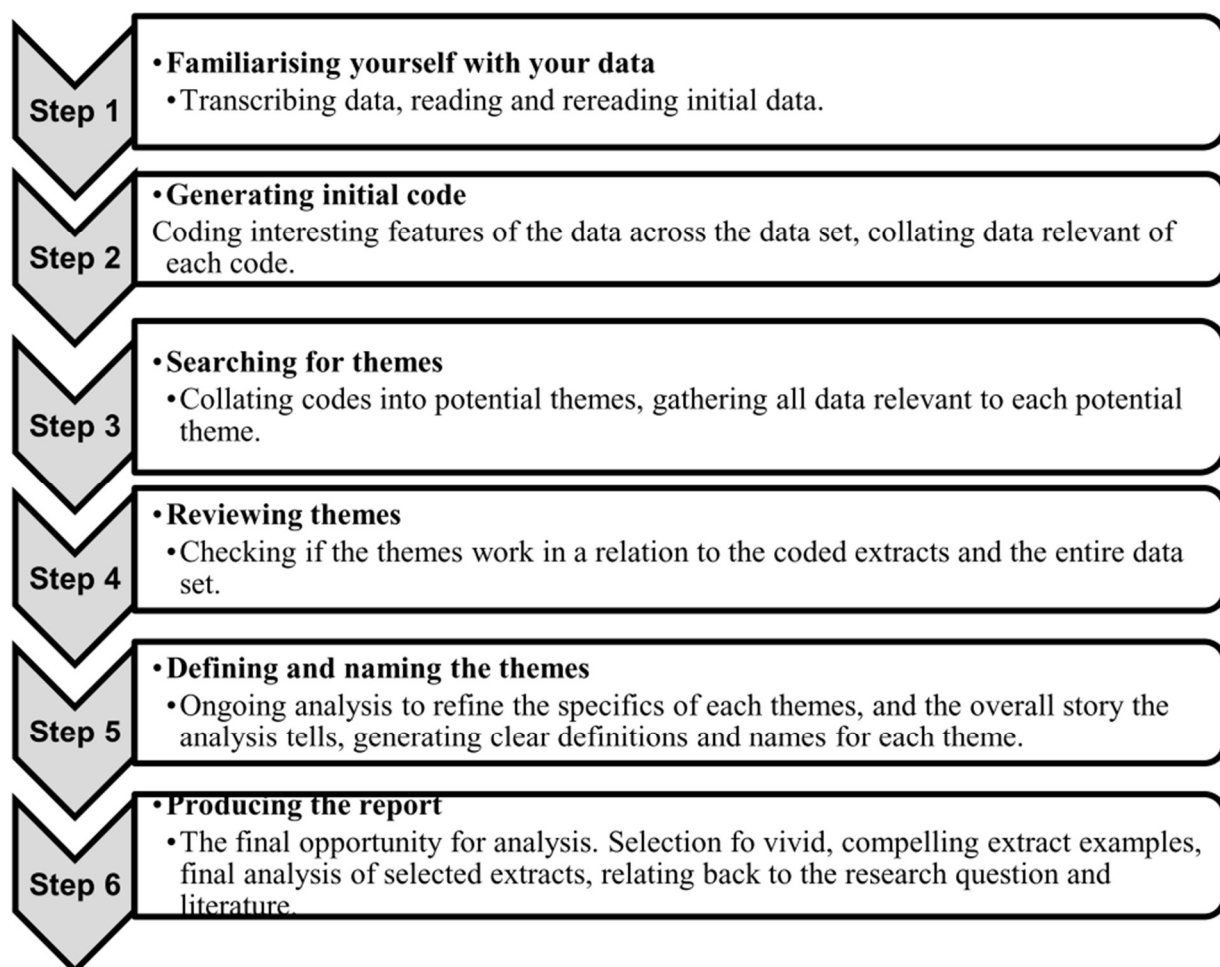 Step 1
•Familiarising yourself with your data
•Transcribing data, reading and rereading initial data.
Step 2
•Generating initial code
Coding interesting features of the data across the data set, collating data relevant of
each code.
Step 3
•Searching for themes
•Collating codes into potential themes, gathering all data relevant to each potential
theme.
Step 4
•Reviewing themes
•Checking if the themes work in a relation to the coded extracts and the entire data
set.
Step 5
•Defining and naming the themes
•Ongoing analysis to refine the specifics of each themes, and the overall story the
analysis tells, generating clear definitions and names for each theme.
Step 6
•Producing the report
•The final opportunity for analysis. Selection fo vivid, compelling extract examples,
final analysis of selected extracts, relating back to the research question and
literature.